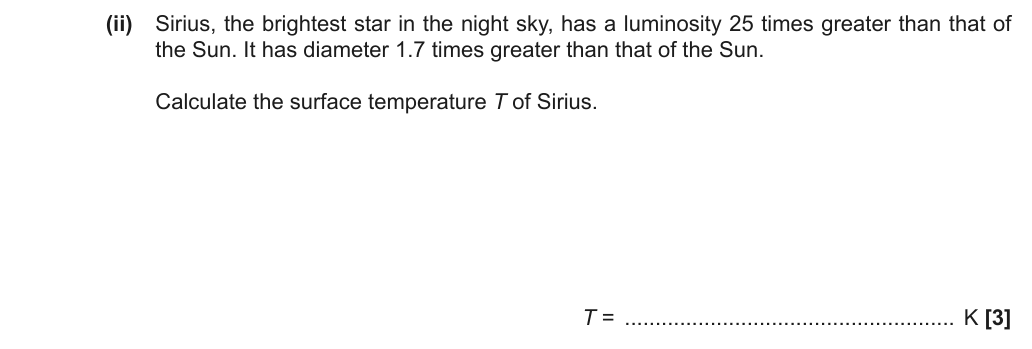 (ii) Sirius, the brightest star in the night sky, has a luminosity 25 times greater than that of
the Sun. It has diameter 1.7 times greater than that of the Sun.
Calculate the surface temperature T of Sirius.
T = ...................................................... K [3]